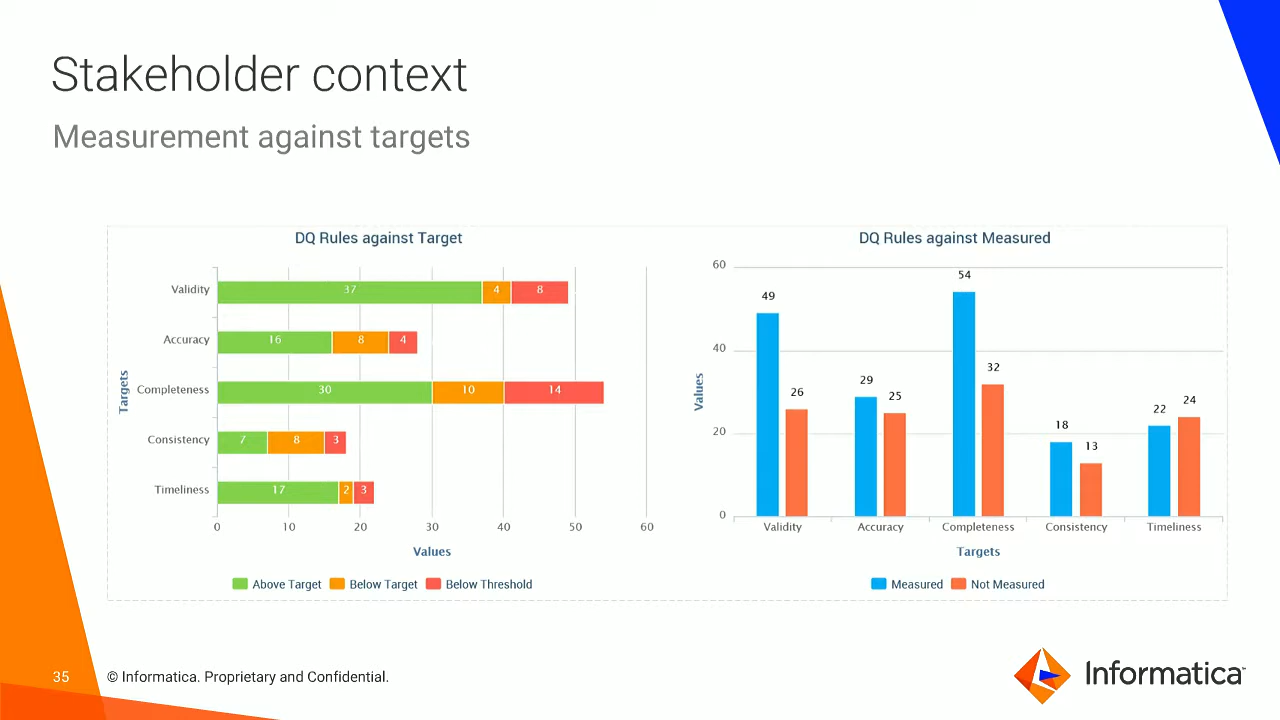 Stakeholder context
Measurement against targets
DQ Rules against Target
Targets
Validity 37 4 8
Accuracy 16 8 4
Completeness 30 10 14
Consistency 7 8 3
Timeliness 17 2 3
0 10 20 30 40 50 60
Values
Above Target Below Target Below Threshold
DQ Rules against Measured
Values
60
40
20
0
49 26 29 25 54 32 18 13 22 24
Validity Accuracy Completeness Consistency Timeliness
Targets
Measured Not Measured
35 © Informatica. Proprietary and Confidential.
Informatica™